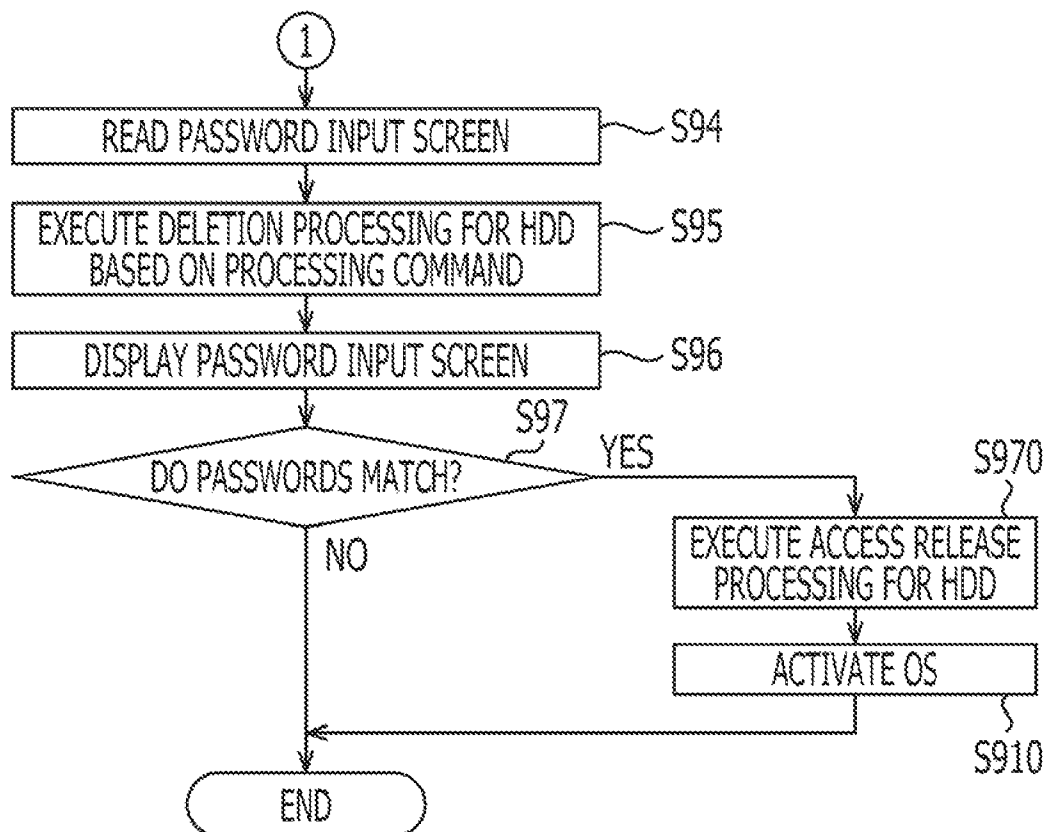 1
READ PASSWORD INPUT SCREEN
S94
EXECUTE DELETION PROCESSING FOR HDD
BASED ON PROCESSING COMMAND
S95
DISPLAY PASSWORD INPUT SCREEN
S96
S97
DO PASSWORDS MATCH?
YES
NO
S970
EXECUTE ACCESS RELEASE
PROCESSING FOR HDD
ACTIVATE OS
S910
END